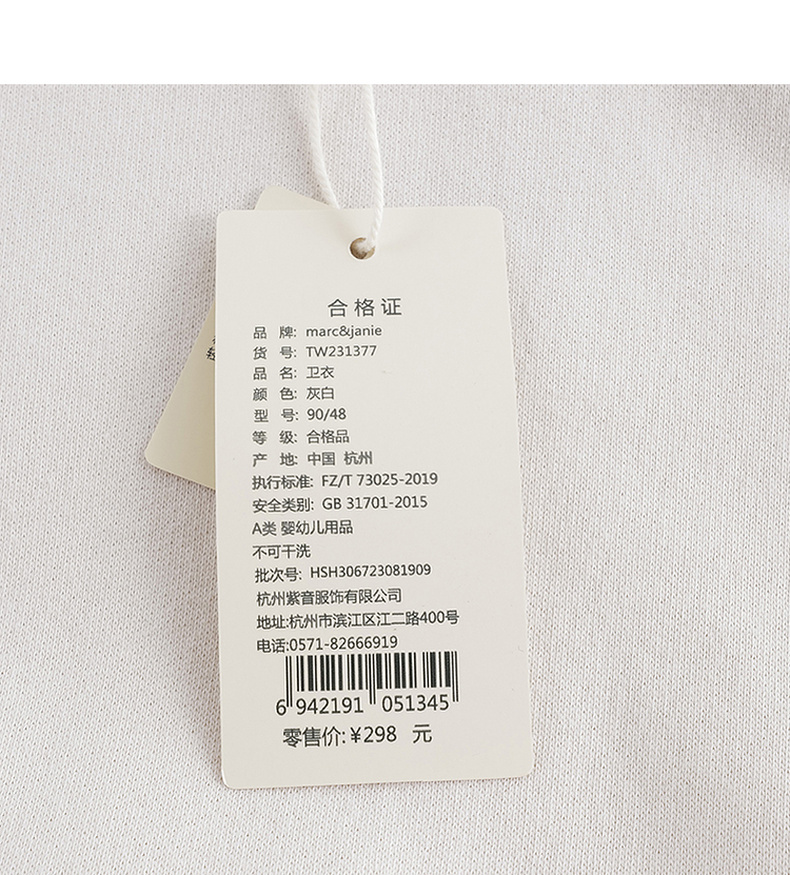 合格证
品 牌: marc&janie
货 号: TW231377
品 名: 卫衣
颜 色: 灰白
型 号: 90/48
等 级: 合格品
产 地: 中国 杭州
执行标准: FZ/T 73025-2019
安全类别: GB 31701-2015
A类 婴幼儿用品
不可干洗
批次号: HSH306723081909
杭州紫音服饰有限公司
地址:杭州市滨江区江二路400号
电话:0571-82666919
6 942191 051345
零售价:¥298 元